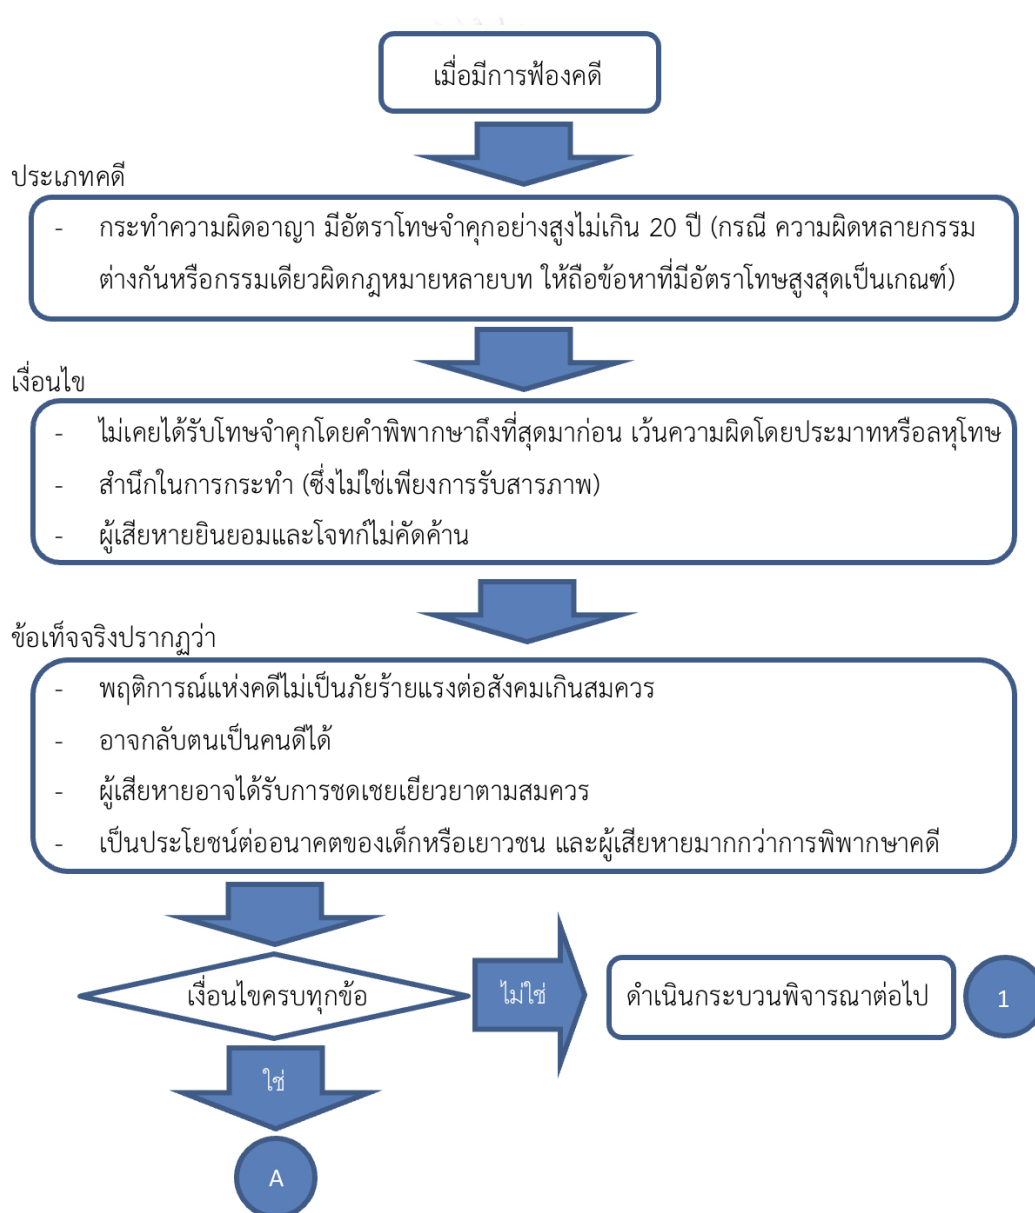 เมื่อมีการฟ้องคดี
ประเภทคดี
- กระทำความผิดอาญา มีอัตราโทษจำคุกอย่างสูงไม่เกิน 20 ปี (กรณี ความผิดหลายกรรม
ต่างกันหรือกรรมเดียวผิดกฎหมายหลายบท ให้ถือข้อหาที่มีอัตราโทษสูงสุดเป็นเกณฑ์)
เงื่อนไข
- ไม่เคยได้รับโทษจำคุกโดยคำพิพากษาถึงที่สุดมาก่อน เว้นความผิดโดยประมาทหรือลหุโทษ
- สำนึกในการกระทำ (ซึ่งไม่ใช่เพียงการรับสารภาพ)
- ผู้เสียหายยินยอมและโจทก์ไม่คัดค้าน
ข้อเท็จจริงปรากฏว่า
- พฤติการณ์แห่งคดีไม่เป็นภัยร้ายแรงต่อสังคมเกินสมควร
- อาจกลับตนเป็นคนดีได้
- ผู้เสียหายอาจได้รับการชดเชยเยียวยาตามสมควร
- เป็นประโยชน์ต่ออนาคตของเด็กหรือเยาวชน และผู้เสียหายมากกว่าการพิพากษาคดี
เงื่อนไขครบทุกข้อ
ไม่ใช่
ดำเนินกระบวนพิจารณาต่อไป
1
ใช่
A